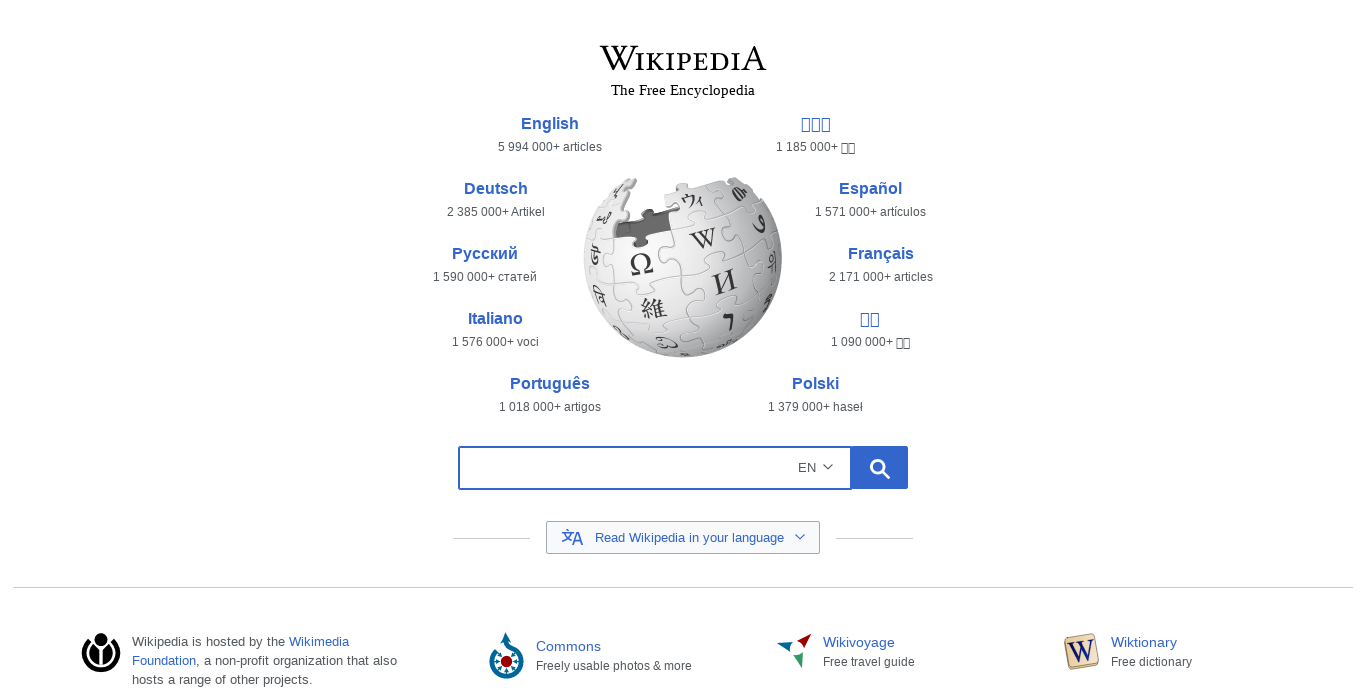 WIKIPEDIA
The Free Encyclopedia
English
5 994 000+ articles
1 185 000+
Deutsch
2 385 000+ Artikel
Español
1 571 000+ artículos
Русский
1 590 000+ статей
Français
2 171 000+ articles
Italiano
1 576 000+ voci
1 090 000+
Português
1 018 000+ artigos
Polski
1 379 000+ haseł
Ω
W
И
維
ウィ
EN
Read Wikipedia in your language
Wikipedia is hosted by the Wikimedia
Foundation, a non-profit organization that also
hosts a range of other projects.
Commons
Freely usable photos & more
Wikivoyage
Free travel guide
W
Wiktionary
Free dictionary